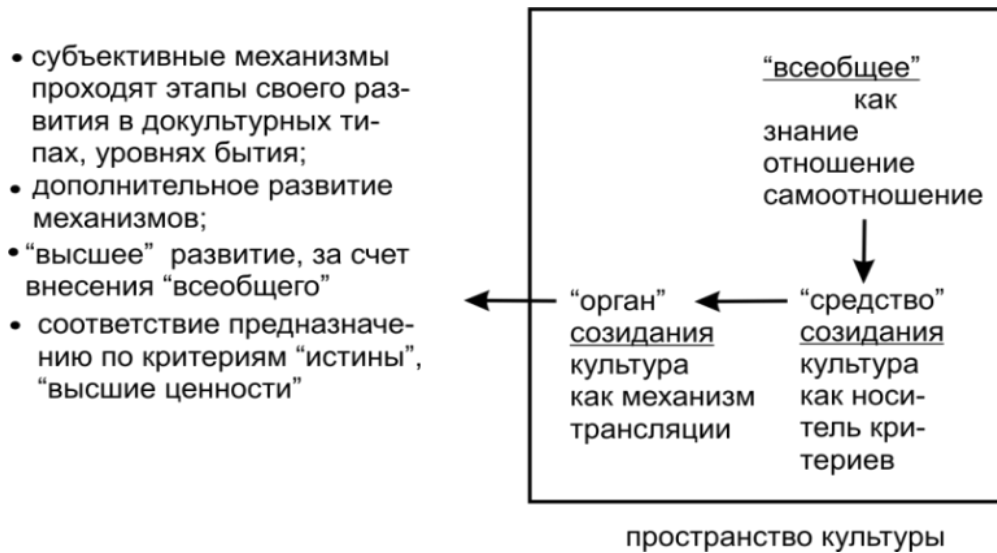 • субъективные механизмы
проходят этапы своего раз-
вития в докультурных ти-
пах, уровнях бытия;
• дополнительное развитие
механизмов;
• “высшее” развитие, за счет
внесения “всеобщего”
• соответствие предназначе-
нию по критериям “истины”,
“высшие ценности”
“всеобщее”
как
знание
отношение
самоотношение
“орган”
созидания
культура
как механизм
трансляции
“средство”
созидания
культура
как носи-
тель кри-
териев
пространство культуры